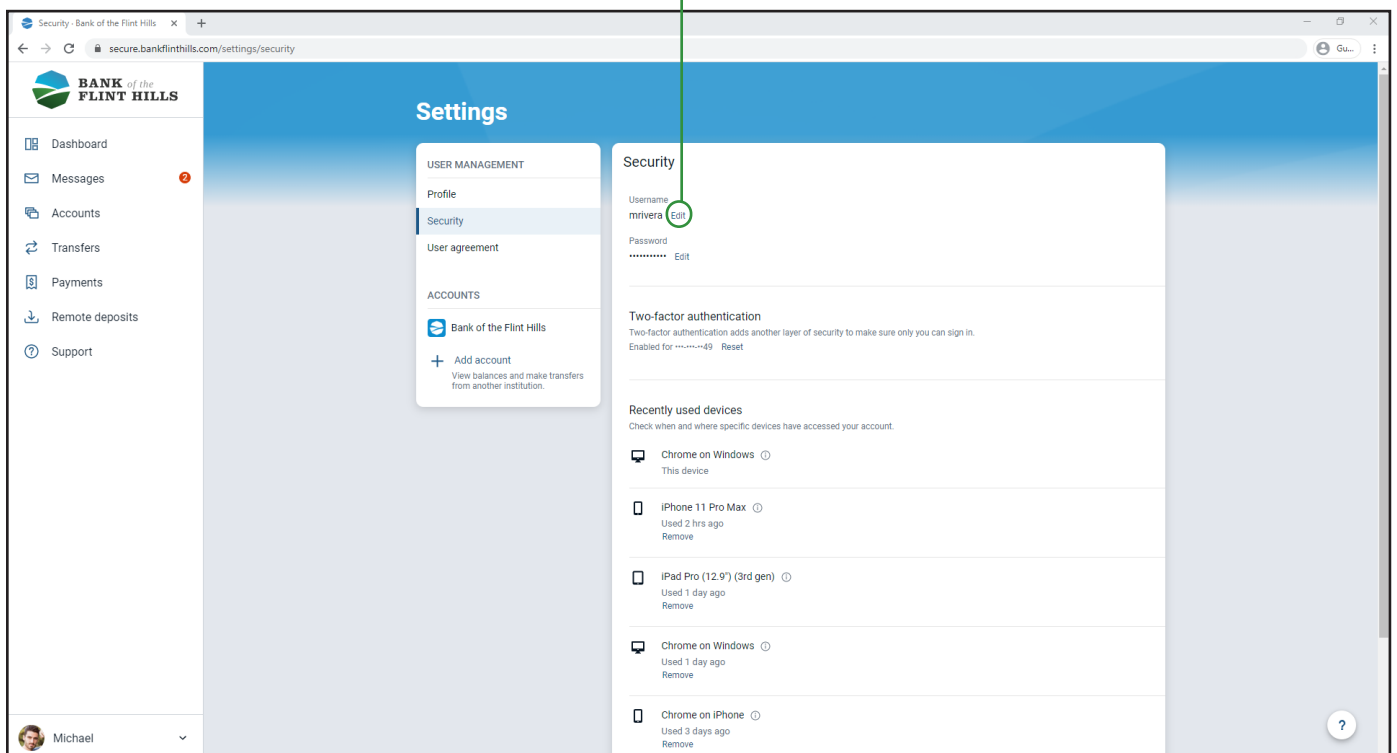 Security - Bank of the Flint Hills
secure.bankflinthills.com/settings/security
Gu...
BANK of the
FLINT HILLS
Dashboard
Messages 2
Accounts
Transfers
Payments
Remote deposits
Support
Michael
Settings
USER MANAGEMENT
Profile
Security
User agreement
ACCOUNTS
Bank of the Flint Hills
Add account
View balances and make transfers
from another institution.
Security
Username
mrivera Edit
Password
••••••••••• Edit
Two-factor authentication
Two-factor authentication adds another layer of security to make sure only you can sign in.
Enabled for •••-•••-••49 Reset
Recently used devices
Check when and where specific devices have accessed your account.
Chrome on Windows
This device
iPhone 11 Pro Max
Used 2 hrs ago
Remove
iPad Pro (12.9") (3rd gen)
Used 1 day ago
Remove
Chrome on Windows
Used 1 day ago
Remove
Chrome on iPhone
Used 3 days ago
Remove
?